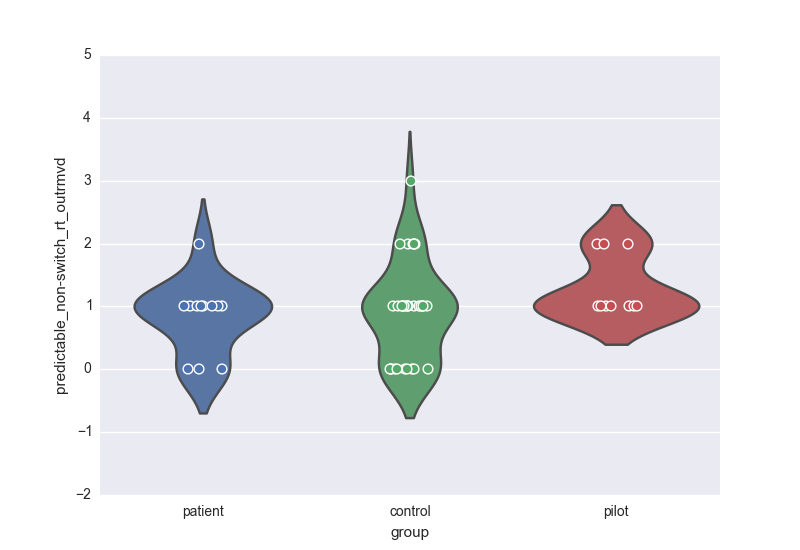 5
4
3
2
1
0
−1
−2
predictable_non-switch_rt_outrmvd
patient
control
pilot
group